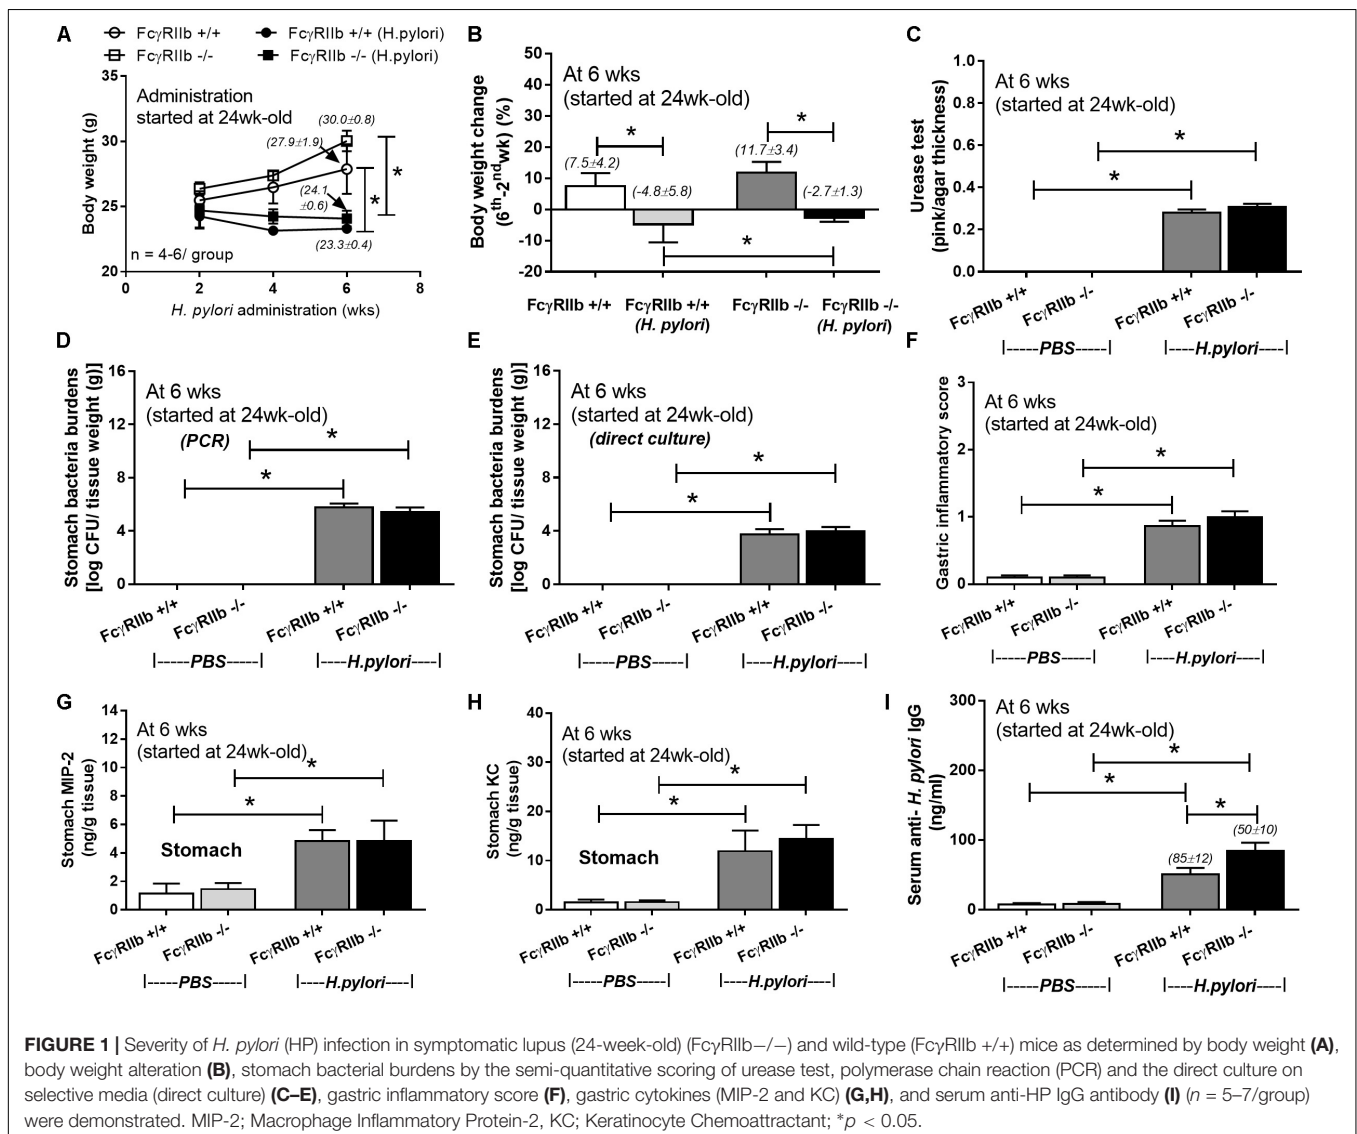 A
FcγRIIb +/+
FcγRIIb +/+ (H.pylori)
FcγRIIb -/-
FcγRIIb -/- (H.pylori)
Body weight (g)
35
30
25
20
Administration
started at 24wk-old
(30.0±0.8)
(27.9±1.9)
(24.1
±0.6)
(23.3±0.4)
*
*
n = 4-6/ group
0
2
4
6
8
H. pylori administration (wks)
B
Body weight change
(6th-2ndwk) (%)
50
40
30
20
10
0
-10
-20
At 6 wks
(started at 24wk-old)
*
*
(7.5±4.2)
(-4.8±5.8)
(11.7±3.4)
(-2.7±1.3)
*
FcγRIIb +/+
FcγRIIb +/+
(H. pylori)
FcγRIIb -/-
FcγRIIb -/-
(H. pylori)
C
Urease test
(pink/agar thickness)
1.0
0.8
0.6
0.4
0.2
0.0
At 6 wks
(started at 24wk-old)
*
*
FcγRIIb +/+
FcγRIIb -/-
FcγRIIb +/+
FcγRIIb -/-
|-----PBS-----|
|----H.pylori----|
D
Stomach bacteria burdens
[log CFU/ tissue weight (g)]
16
12
8
4
0
At 6 wks
(started at 24wk-old)
(PCR)
*
*
FcγRIIb +/+
FcγRIIb -/-
FcγRIIb +/+
FcγRIIb -/-
|-----PBS-----|
|----H.pylori----|
E
Stomach bacteria burdens
[log CFU/ tissue weight (g)]
16
12
8
4
0
At 6 wks
(started at 24wk-old)
(direct culture)
*
*
FcγRIIb +/+
FcγRIIb -/-
FcγRIIb +/+
FcγRIIb -/-
|-----PBS-----|
|----H.pylori----|
F
Gastric inflammatory score
3
2
1
0
At 6 wks
(started at 24wk-old)
*
*
FcγRIIb +/+
FcγRIIb -/-
FcγRIIb +/+
FcγRIIb -/-
|-----PBS-----|
|----H.pylori----|
G
Stomach MIP-2
(ng/g tissue)
14
12
10
8
6
4
2
0
At 6 wks
(started at 24wk-old)
*
*
Stomach
FcγRIIb +/+
FcγRIIb -/-
FcγRIIb +/+
FcγRIIb -/-
|-----PBS-----|
|----H.pylori----|
H
Stomach KC
(ng/g tissue)
40
30
20
10
0
At 6 wks
(started at 24wk-old)
*
*
Stomach
FcγRIIb +/+
FcγRIIb -/-
FcγRIIb +/+
FcγRIIb -/-
|-----PBS-----|
|----H.pylori----|
I
Serum anti- H. pylori IgG
(ng/ml)
300
200
100
0
At 6 wks
(started at 24wk-old)
*
*
*
(50±10)
(85±12)
FcγRIIb +/+
FcγRIIb -/-
FcγRIIb +/+
FcγRIIb -/-
|-----PBS-----|
|----H.pylori----|
FIGURE 1 | Severity of H. pylori (HP) infection in symptomatic lupus (24-week-old) (FcγRIIb−/−) and wild-type (FcγRIIb +/+) mice as determined by body weight (A),
body weight alteration (B), stomach bacterial burdens by the semi-quantitative scoring of urease test, polymerase chain reaction (PCR) and the direct culture on
selective media (direct culture) (C–E), gastric inflammatory score (F), gastric cytokines (MIP-2 and KC) (G,H), and serum anti-HP IgG antibody (I) (n = 5–7/group)
were demonstrated. MIP-2; Macrophage Inflammatory Protein-2, KC; Keratinocyte Chemoattractant; *p < 0.05.